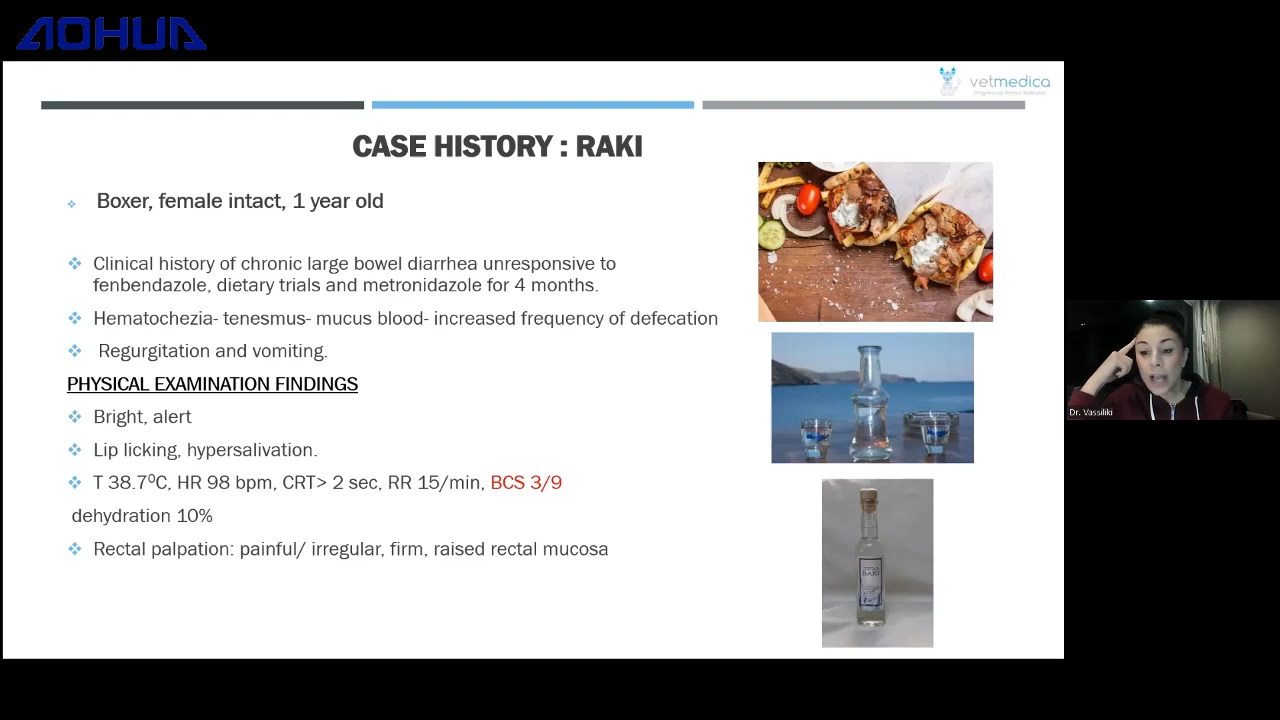 AOHUA
vetmedica
CASE HISTORY : RAKI
Boxer, female intact, 1 year old
Clinical history of chronic large bowel diarrhea unresponsive to
fenbendazole, dietary trials and metronidazole for 4 months.
Hematochezia- tenesmus- mucus blood- increased frequency of defecation
Regurgitation and vomiting.
PHYSICAL EXAMINATION FINDINGS
Bright, alert
Lip licking, hypersalivation.
T 38.7⁰C, HR 98 bpm, CRT> 2 sec, RR 15/min, BCS 3/9
dehydration 10%
Rectal palpation: painful/ irregular, firm, raised rectal mucosa
RAKI
Dr. Vassiliki